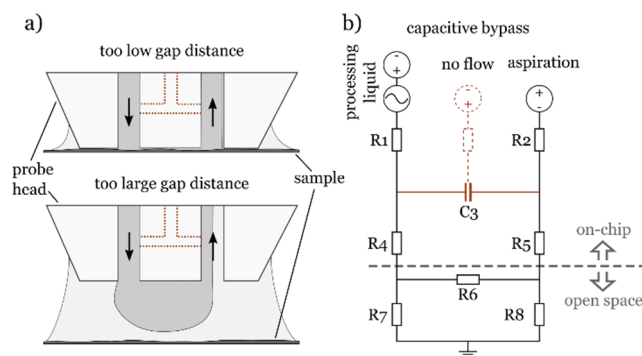 a)
too low gap distance
probe
head
too large gap distance
sample
b)
capacitive bypass
processing
liquid
no flow
aspiration
- +
+
-
+
-
R1
R2
C3
R4
R5
on-chip
R6
open space
R7
R8